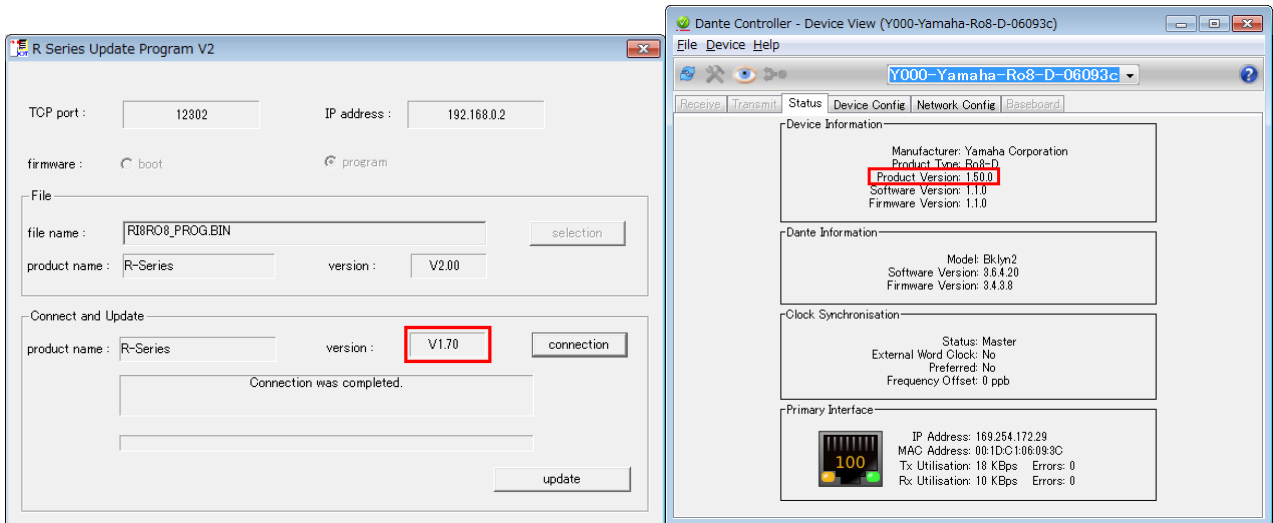 R Series Update Program V2
TCP port : 12302 IP address : 192.168.0.2
firmware : boot program
File
file name : RI8RO8_PROG.BIN selection
product name : R-Series version : V2.00
Connect and Update
product name : R-Series version : V1.70 connection
Connection was completed.
update
Dante Controller - Device View (Y000-Yamaha-Ro8-D-06093c)
File Device Help
Y000-Yamaha-Ro8-D-06093c
?
Receive Transmit Status Device Config Network Config Baseboard
Device Information
Manufacturer: Yamaha Corporation
Product Type: Ro8-D
Product Version: 1.50.0
Software Version: 1.1.0
Firmware Version: 1.1.0
Dante Information
Model: Bklyn2
Software Version: 3.6.4.20
Firmware Version: 3.4.3.8
Clock Synchronisation
Status: Master
External Word Clock: No
Preferred: No
Frequency Offset: 0 ppb
Primary Interface
100
IP Address: 169.254.172.29
MAC Address: 00:1D:C1:06:09:3C
Tx Utilisation: 18 KBps Errors: 0
Rx Utilisation: 10 KBps Errors: 0